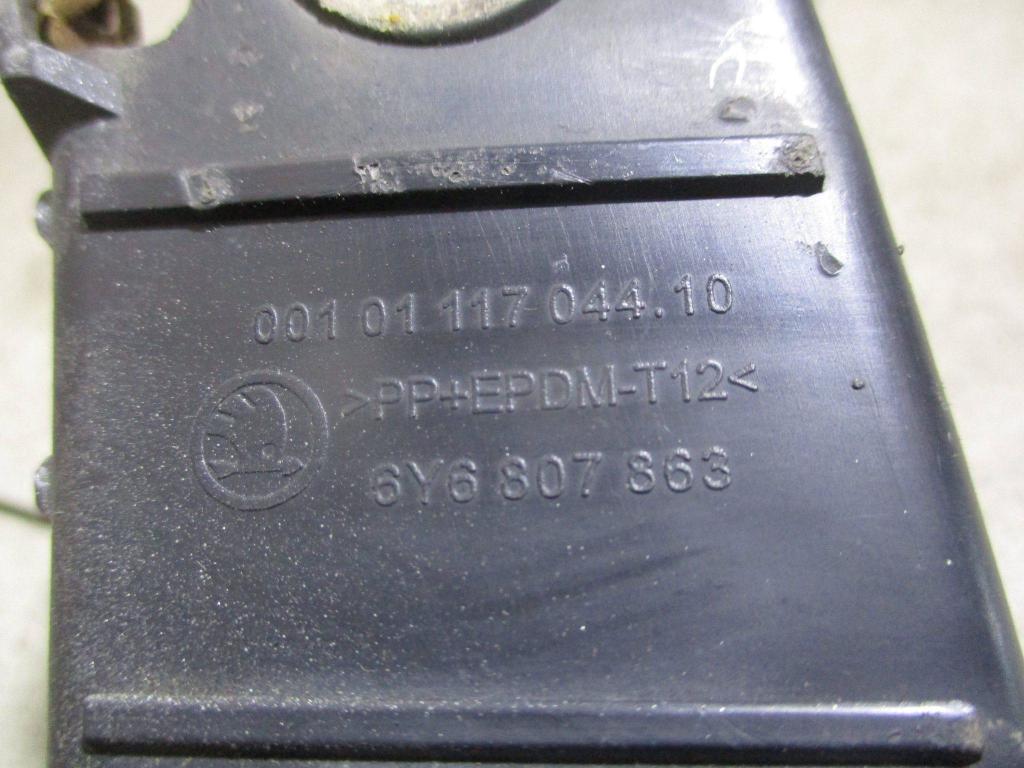 001 01 117 044.10
>PP+EPDM-T12<
6Y6 807 863